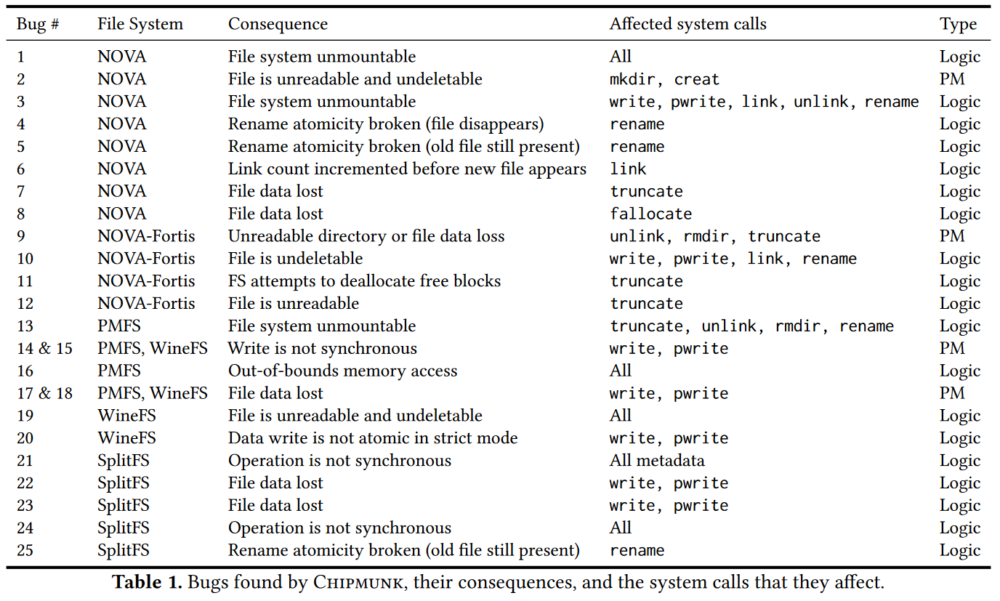 Bug # File System Consequence Affected system calls Type
1 NOVA File system unmountable All Logic
2 NOVA File is unreadable and undeletable mkdir, creat PM
3 NOVA File system unmountable write, pwrite, link, unlink, rename Logic
4 NOVA Rename atomicity broken (file disappears) rename Logic
5 NOVA Rename atomicity broken (old file still present) rename Logic
6 NOVA Link count incremented before new file appears link Logic
7 NOVA File data lost truncate Logic
8 NOVA File data lost fallocate Logic
9 NOVA-Fortis Unreadable directory or file data loss unlink, rmdir, truncate PM
10 NOVA-Fortis File is undeletable write, pwrite, link, rename Logic
11 NOVA-Fortis FS attempts to deallocate free blocks truncate Logic
12 NOVA-Fortis File is unreadable truncate Logic
13 PMFS File system unmountable truncate, unlink, rmdir, rename Logic
14 & 15 PMFS, WineFS Write is not synchronous write, pwrite PM
16 PMFS Out-of-bounds memory access All Logic
17 & 18 PMFS, WineFS File data lost write, pwrite PM
19 WineFS File is unreadable and undeletable All Logic
20 WineFS Data write is not atomic in strict mode write, pwrite Logic
21 SplitFS Operation is not synchronous All metadata Logic
22 SplitFS File data lost write, pwrite Logic
23 SplitFS File data lost write, pwrite Logic
24 SplitFS Operation is not synchronous All Logic
25 SplitFS Rename atomicity broken (old file still present) rename Logic
Table 1. Bugs found by CHIPMUNK, their consequences, and the system calls that they affect.